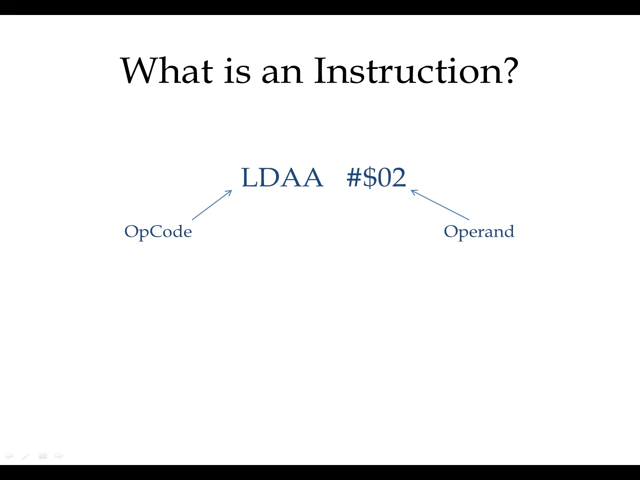 What is an Instruction?
LDAA #$02
OpCode
Operand